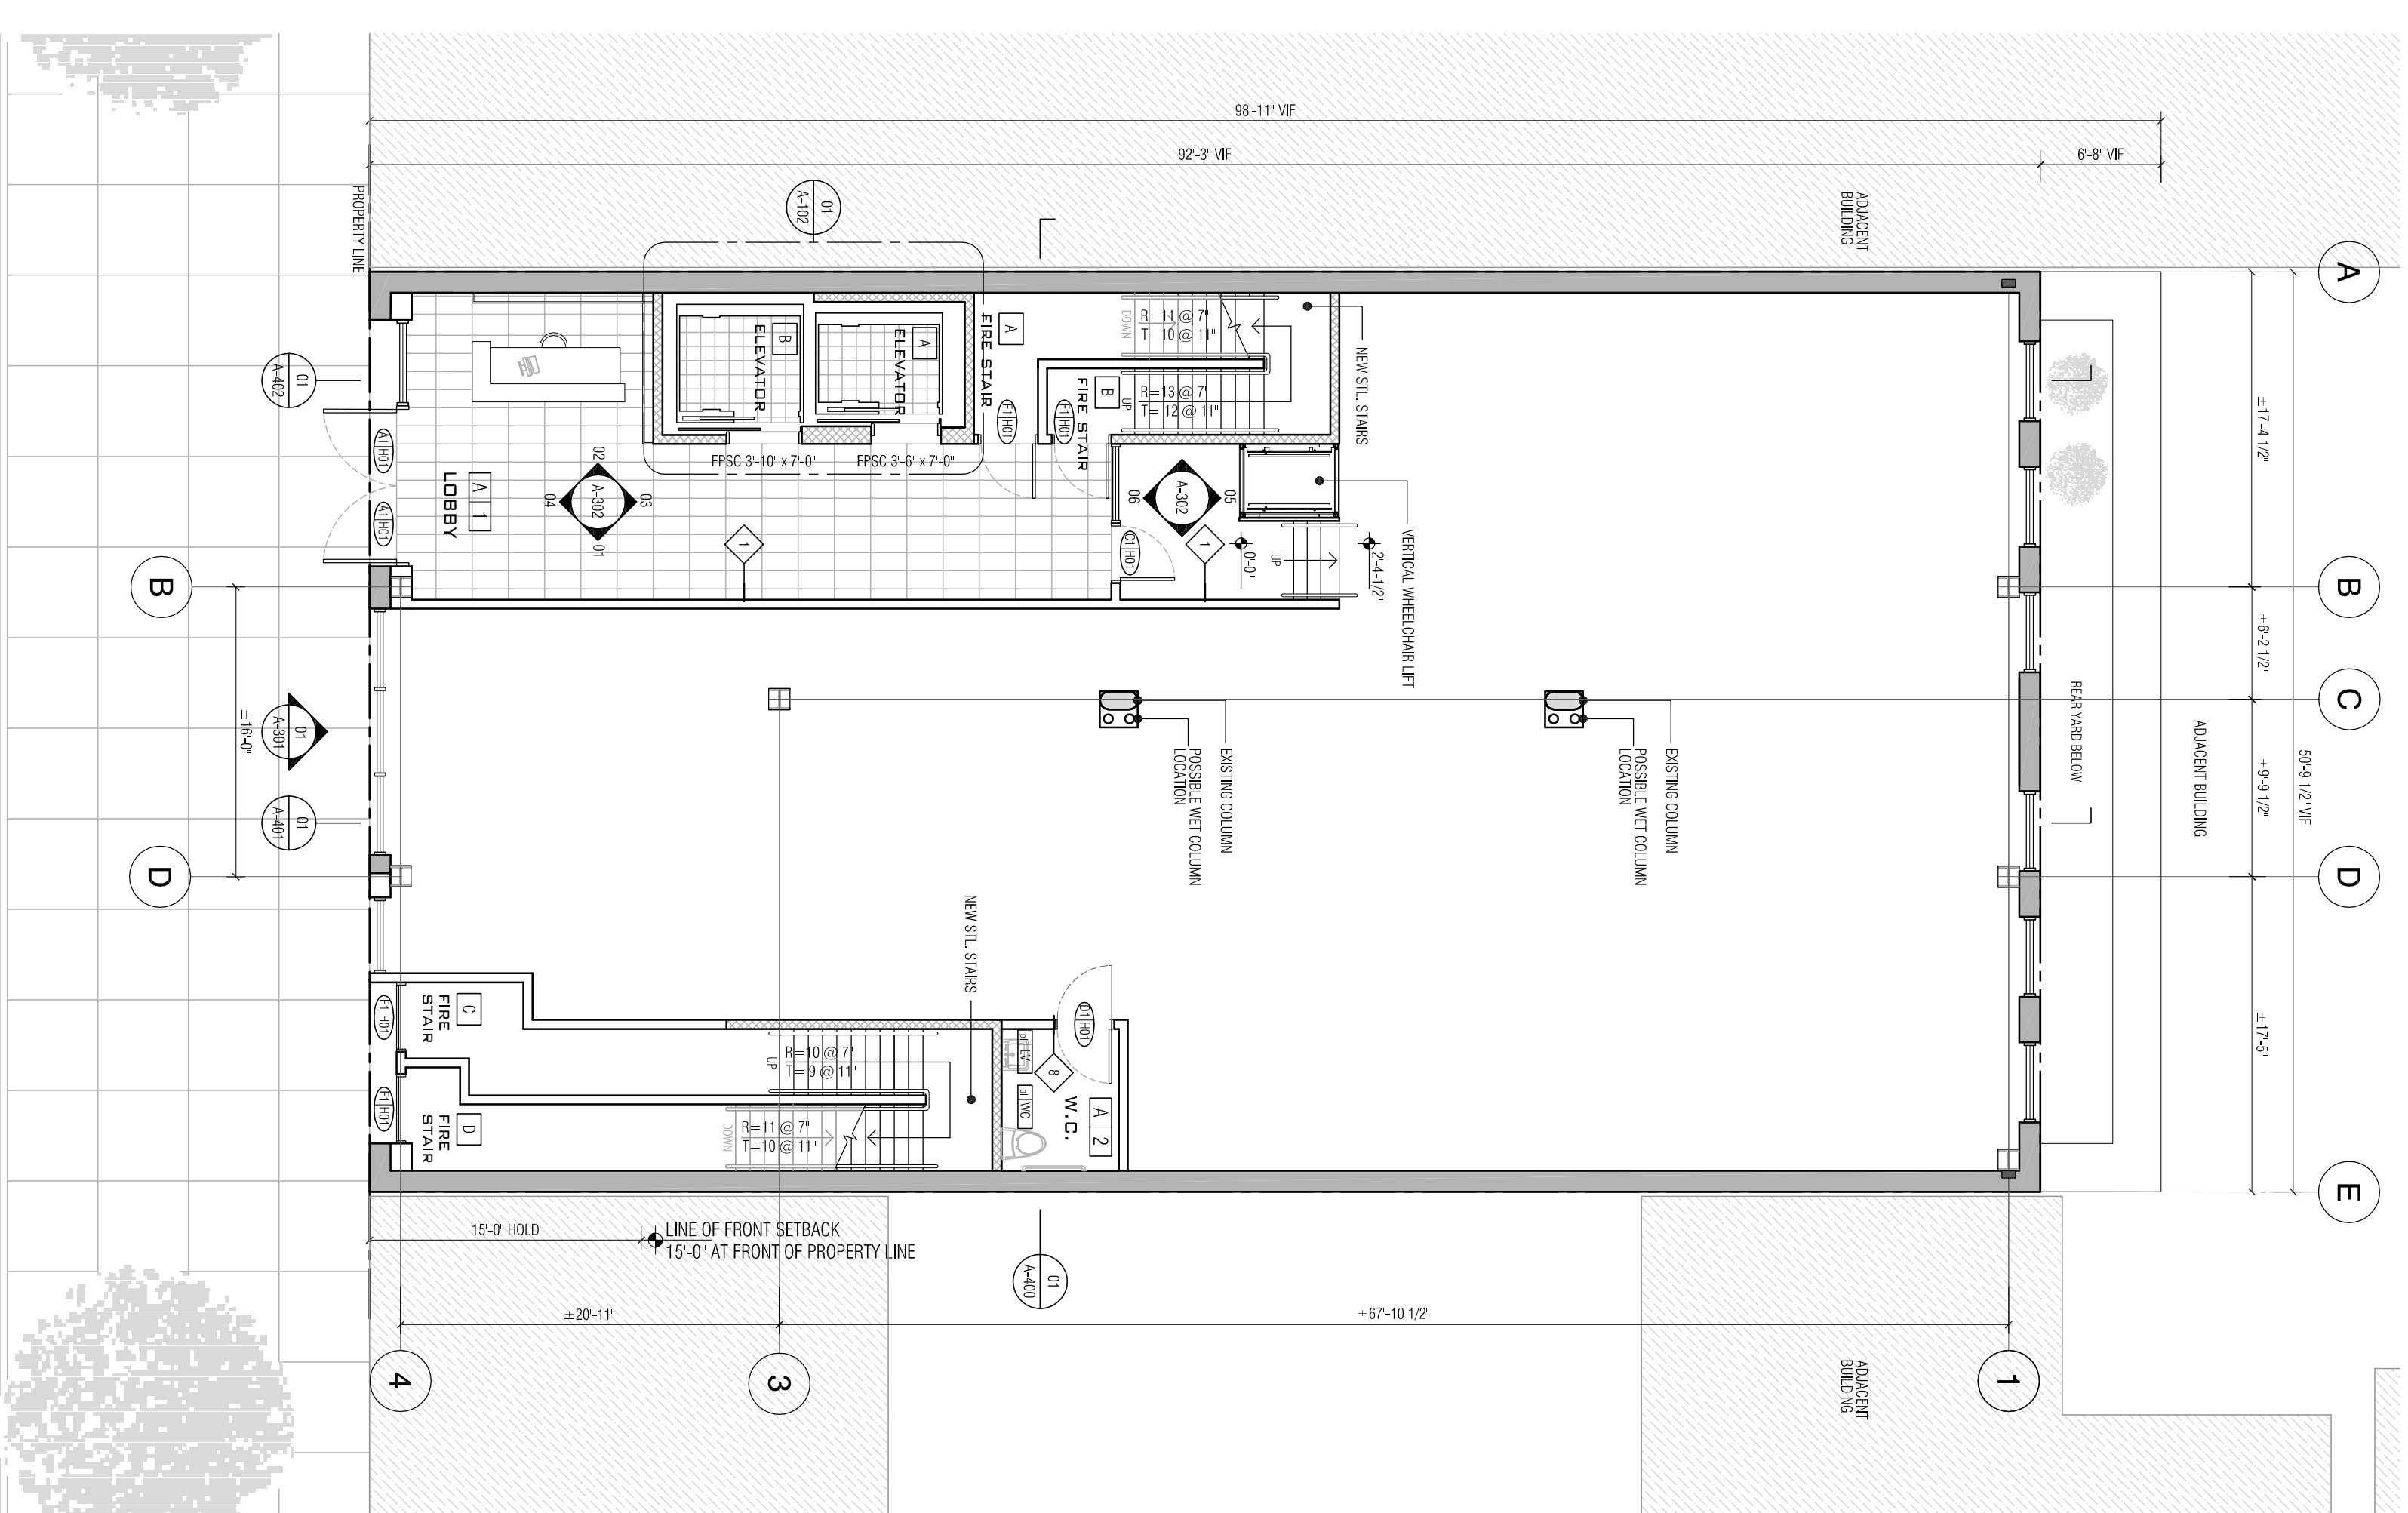 98'-11" VIF
92'-3" VIF
6'-8" VIF
PROPERTY LINE
01
A-102
ADJACENT
BUILDING
A
B
C
D
E
±17'-4 1/2"
±6'-2 1/2"
±9'-9 1/2"
±17'-5"
50'-9 1/2" VIF
ADJACENT BUILDING
REAR YARD BELOW
01
A-402
A1 H01
A1 H01
A 1
LOBBY
02
03
04
01
A-302
B
ELEVATOR
A
ELEVATOR
FPSC 3'-10" x 7'-0"
FPSC 3'-6" x 7'-0"
A
FIRE STAIR
F1 H01
B
FIRE STAIR
F1 H01
DOWN
R=11 @ 7"
T=10 @ 11"
R=13 @ 7"
T=12 @ 11"
UP
NEW STL. STAIRS
VERTICAL WHEELCHAIR LIFT
05
06
A-302
1
1
C1 H01
0'-0"
UP
2'-4-1/2"
B
±16'-0"
D
01
A-301
01
A-401
EXISTING COLUMN
POSSIBLE WET COLUMN
LOCATION
EXISTING COLUMN
POSSIBLE WET COLUMN
LOCATION
NEW STL. STAIRS
C
FIRE
STAIR
F1 H01
D
FIRE
STAIR
F1 H01
R=10 @ 7"
T=9 @ 11"
UP
R=11 @ 7"
T=10 @ 11"
DOWN
D1 H01
8
pl LV
pl WC
A 2
W.C.
15'-0" HOLD
LINE OF FRONT SETBACK
15'-0" AT FRONT OF PROPERTY LINE
01
A-400
±20'-11"
±67'-10 1/2"
4
3
1
ADJACENT
BUILDING